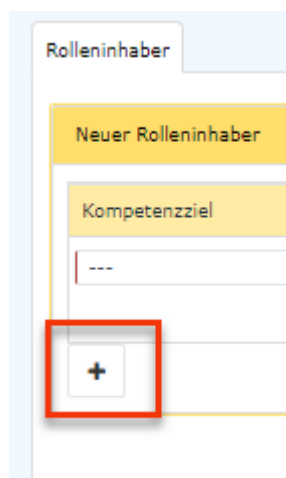 Rolleninhaber
Neuer Rolleninhaber
Kompetenzziel
---
+